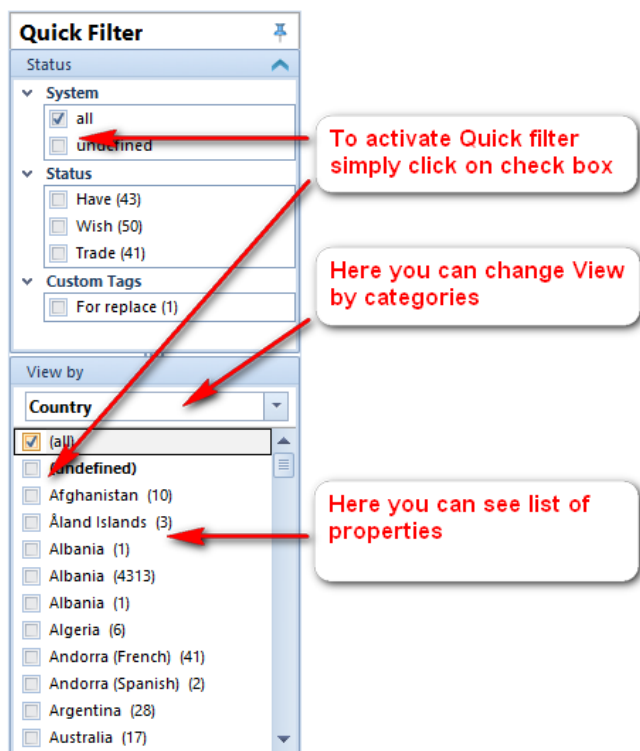 Quick Filter
Status
System
all
undefined
Status
Have (43)
Wish (50)
Trade (41)
Custom Tags
For replace (1)
View by
Country
(all)
(undefined)
Afghanistan (10)
Åland Islands (3)
Albania (1)
Albania (4313)
Albania (1)
Algeria (6)
Andorra (French) (41)
Andorra (Spanish) (2)
Argentina (28)
Australia (17)
To activate Quick filter
simply click on check box
Here you can change View
by categories
Here you can see list of
properties